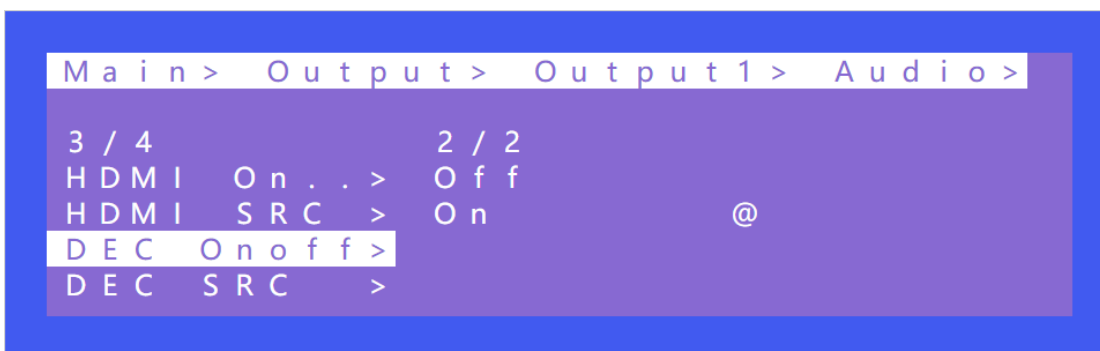 Main> Output> Output1> Audio>
3/4 2/2
HDMI On..> Off
HDMI SRC > On @
DEC Onoff>
DEC SRC >